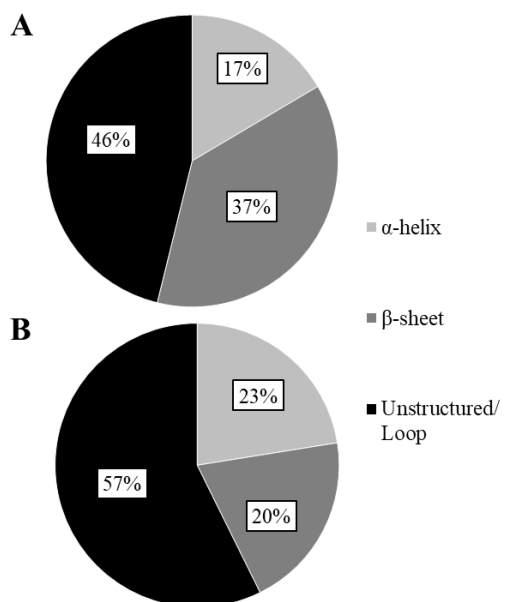 A
17%
46%
37%
α-helix
β-sheet
B
23%
Unstructured/
Loop
57%
20%